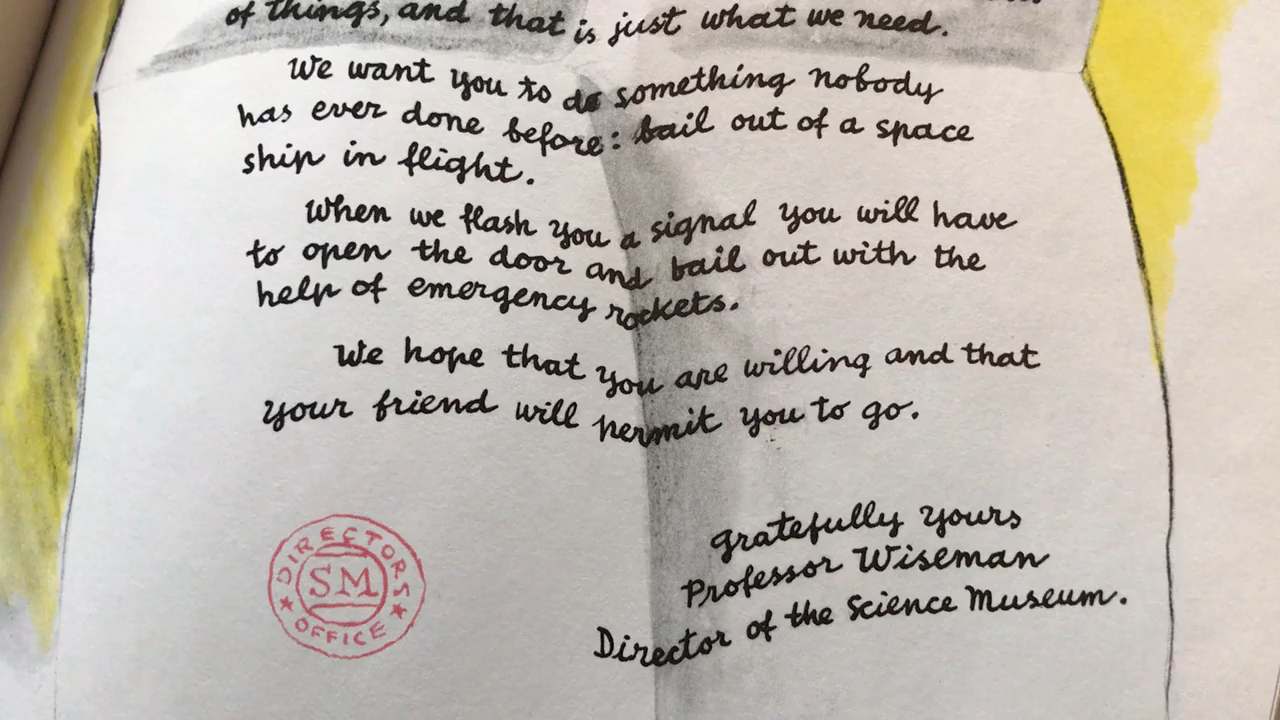 of things, and that is just what we need.
We want you to do something nobody
has ever done before: bail out of a space
ship in flight.
When we flash you a signal you will have
to open the door and bail out with the
help of emergency rockets.
We hope that you are willing and that
your friend will permit you to go.
gratefully yours
Professor Wiseman
Director of the Science Museum.
DIRECTORS
SM
OFFICE